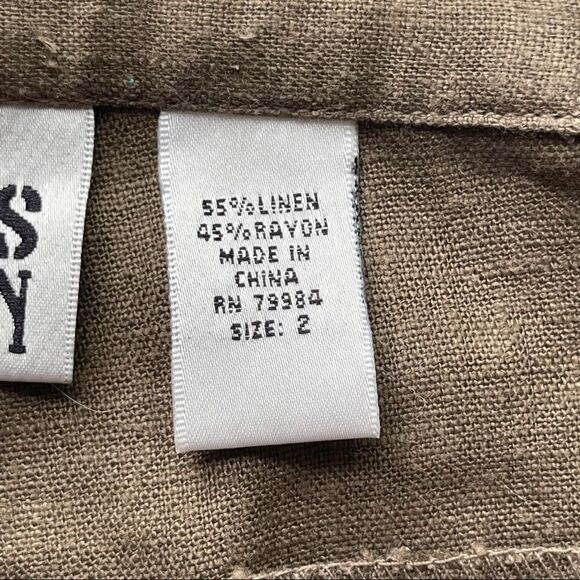 S
N
55%LINEN
45%RAYON
MADE IN
CHINA
RN 79984
SIZE: 2